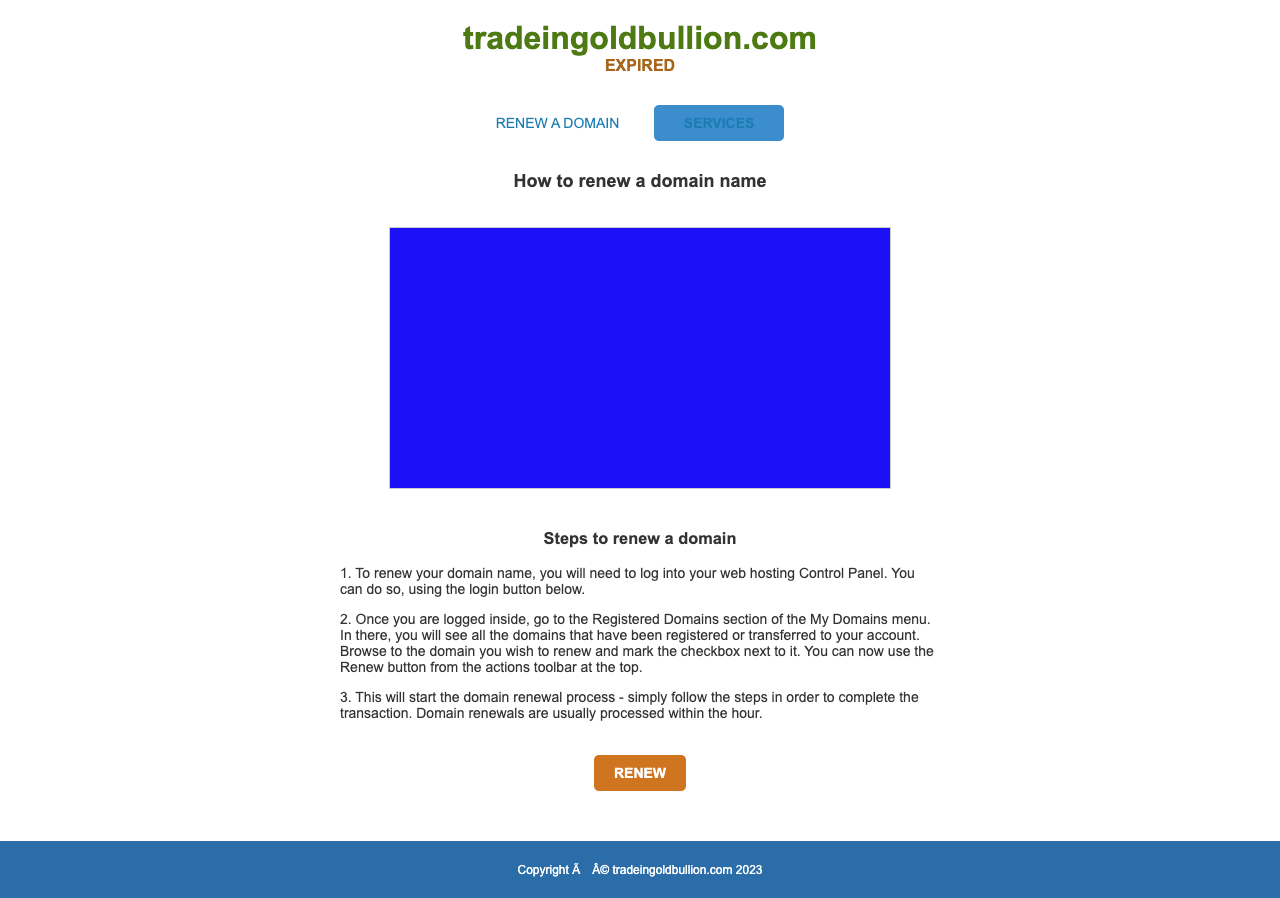 tradeingoldbullion.com
EXPIRED
RENEW A DOMAIN
SERVICES
How to renew a domain name
Steps to renew a domain
1. To renew your domain name, you will need to log into your web hosting Control Panel. You
can do so, using the login button below.
2. Once you are logged inside, go to the Registered Domains section of the My Domains menu.
In there, you will see all the domains that have been registered or transferred to your account.
Browse to the domain you wish to renew and mark the checkbox next to it. You can now use the
Renew button from the actions toolbar at the top.
3. This will start the domain renewal process - simply follow the steps in order to complete the
transaction. Domain renewals are usually processed within the hour.
RENEW
Copyright Ã Â© tradeingoldbullion.com 2023